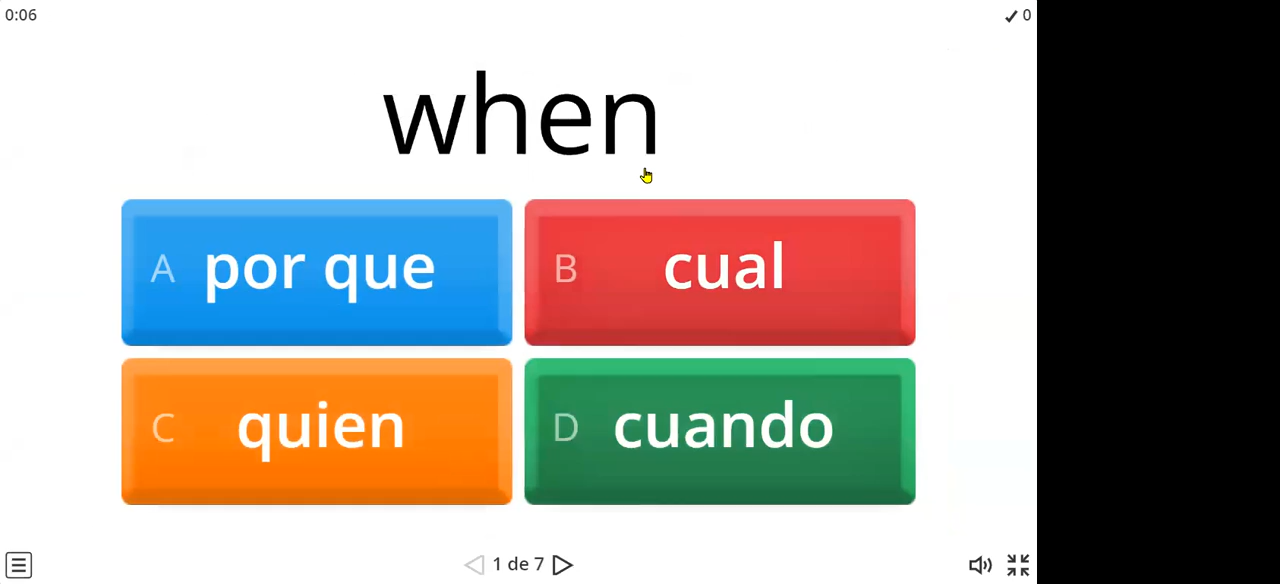 0:06
0
when
A por que
B cual
C quien
D cuando
1 de 7